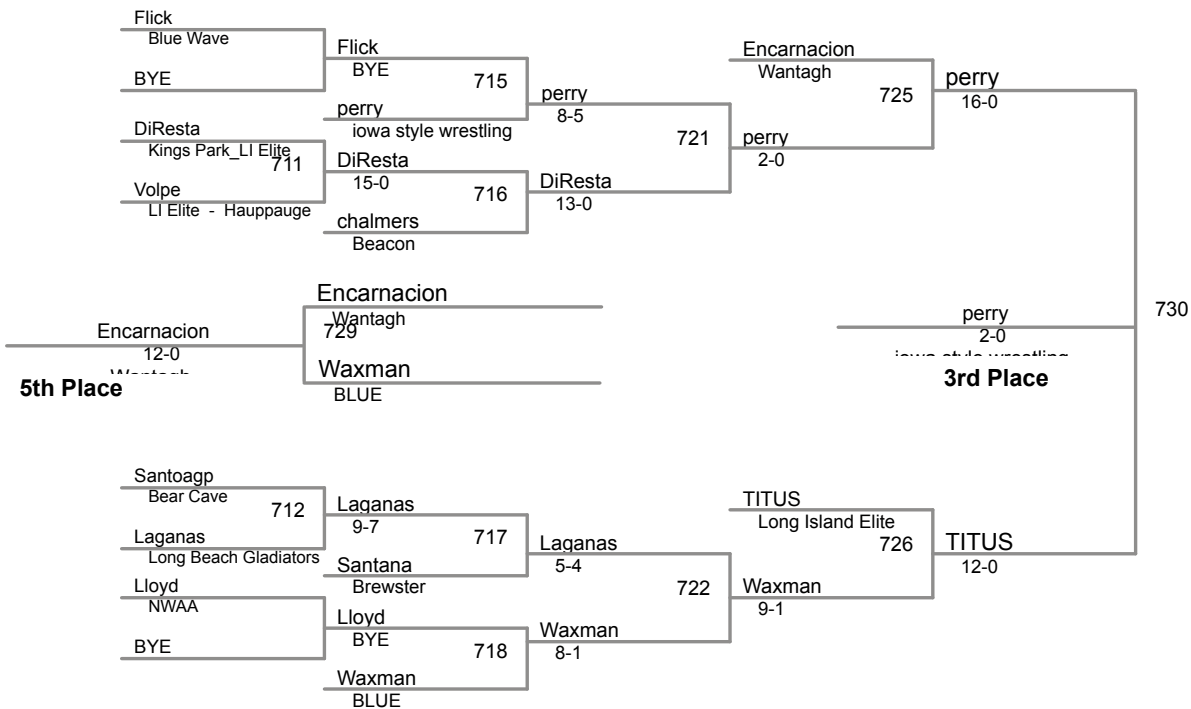 Flick
Blue Wave
BYE
Flick
BYE
715
perry
iowa style wrestling
perry
8-5
DiResta
Kings Park_LI Elite
711
Volpe
LI Elite - Hauppauge
DiResta
15-0
716
chalmers
Beacon
DiResta
13-0
721
perry
2-0
Encarnacion
Wantagh
725
perry
16-0
Encarnacion
Wantagh
729
Waxman
BLUE
Encarnacion
12-0
Wantagh
5th Place
perry
2-0
iowa style wrestling
3rd Place
730
Santoagp
Bear Cave
712
Laganas
Long Beach Gladiators
Laganas
9-7
717
Santana
Brewster
Laganas
5-4
Lloyd
NWAA
BYE
Lloyd
BYE
718
Waxman
BLUE
Waxman
8-1
722
Waxman
9-1
TITUS
Long Island Elite
726
TITUS
12-0